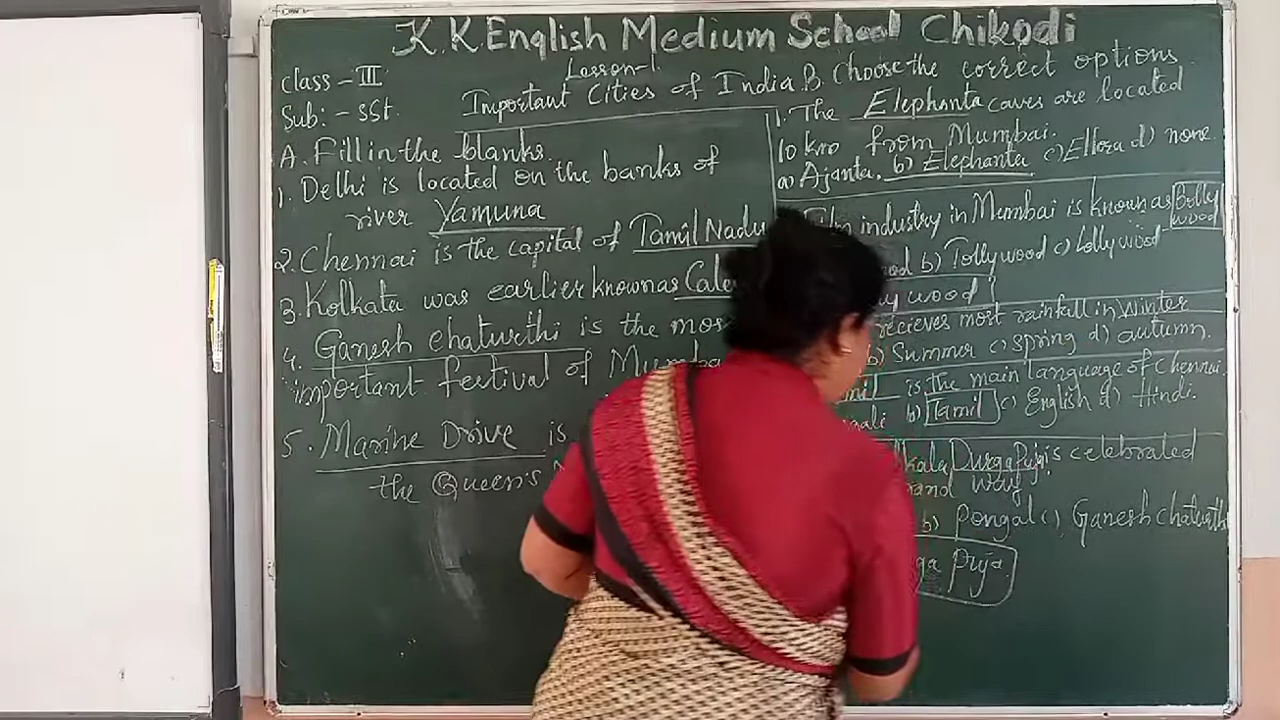 K.K. English Medium School Chikodi
Class - III
Sub: - SSt.
Lesson-1
Important Cities of India
A. Fill in the blanks.
1. Delhi is located on the banks of
river Yamuna
2. Chennai is the capital of Tamil Nadu
3. Kolkata was earlier known as
4. Ganesh chaturthi is the
important festival of
5. Marine Drive is
the Queen's
B. Choose the correct options
1. The Elephanta caves are located
10 km from Mumbai.
a) Ajanta. b) Elephanta c) Ellora d) none.
Film industry in Mumbai is known as Bolly
wood
b) Tollywood c) Lollywood
wood
recieves most rainfall in Winter
b) Summer c) spring d) autumn.
is the main language of Chennai.
b) Tamil c) English d) Hindi.
Durga Puja is celebrated
way
b) Pongal c) Ganesh chaturthi
Puja